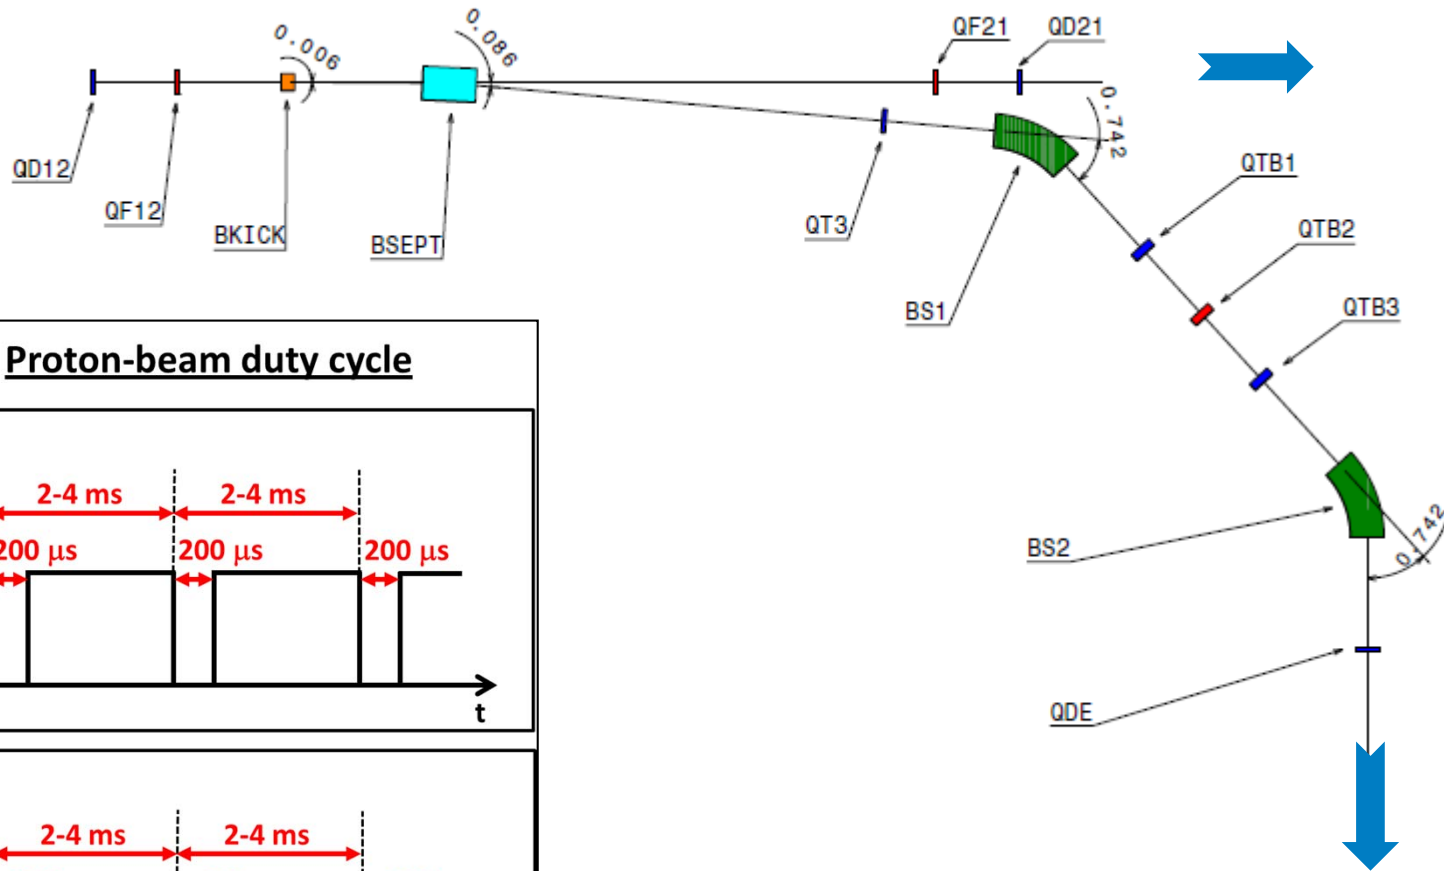 0.006
0.086
QF21
QD21
QD12
QF12
BKICK
BSEPT
QT3
BS1
0.742
QTB1
QTB2
QTB3
BS2
0.742
QDE
Proton-beam duty cycle
2-4 ms 2-4 ms
200 μs 200 μs 200 μs
t
2-4 ms 2-4 ms